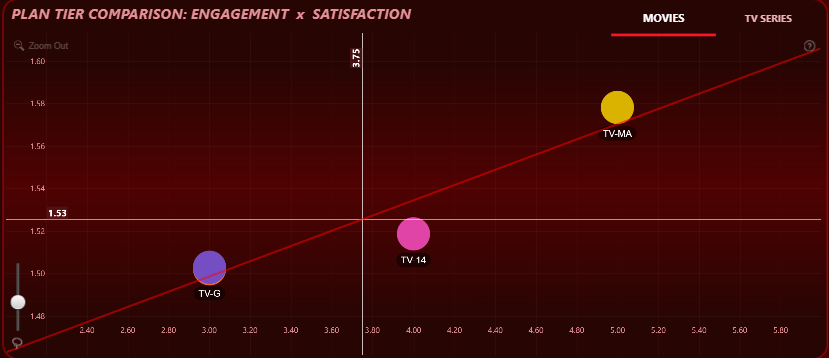 PLAN TIER COMPARISON: ENGAGEMENT x SATISFACTION
MOVIES
TV SERIES
Zoom Out
?
3.75
1.60
1.58
TV-MA
1.56
1.54
1.53
1.52
TV-14
1.50
TV-G
1.48
2.40 2.60 2.80 3.00 3.20 3.40 3.60 3.80 4.00 4.20 4.40 4.60 4.80 5.00 5.20 5.40 5.60 5.80